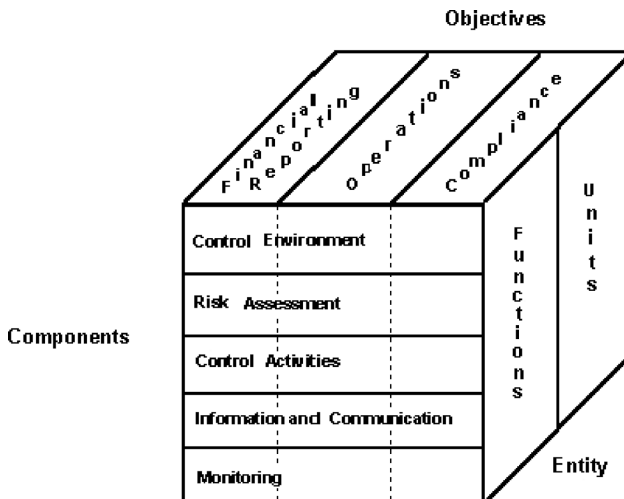 Objectives
Financial
Reporting
Operations
Compliance
Control Environment
Risk Assessment
Control Activities
Information and Communication
Monitoring
Components
Functions
Units
Entity